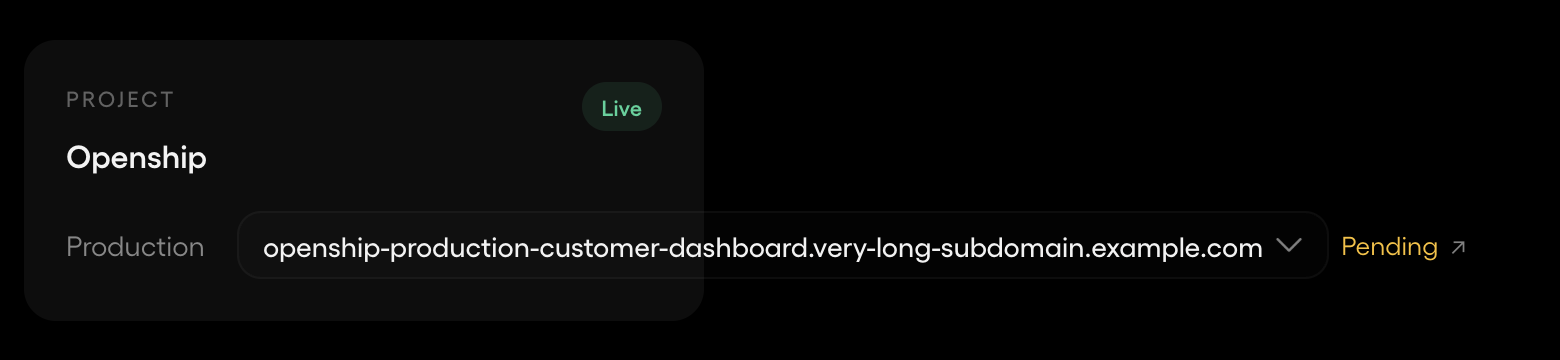 PROJECT
Live
Openship
Production openship-production-customer-dashboard.very-long-subdomain.example.com Pending